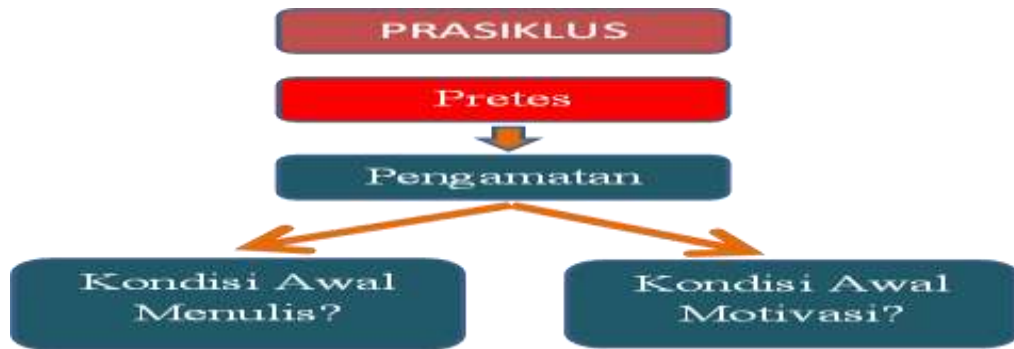 PRASIKLUS
Pretes
Pengamatan
Kondisi Awal
Menulis?
Kondisi Awal
Motivasi?